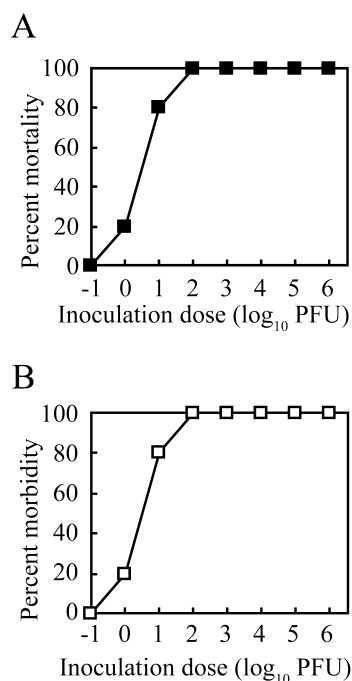 A
Percent mortality
100
80
60
40
20
0
-1 0 1 2 3 4 5 6
Inoculation dose (log₁₀ PFU)
B
Percent morbidity
100
80
60
40
20
0
-1 0 1 2 3 4 5 6
Inoculation dose (log₁₀ PFU)